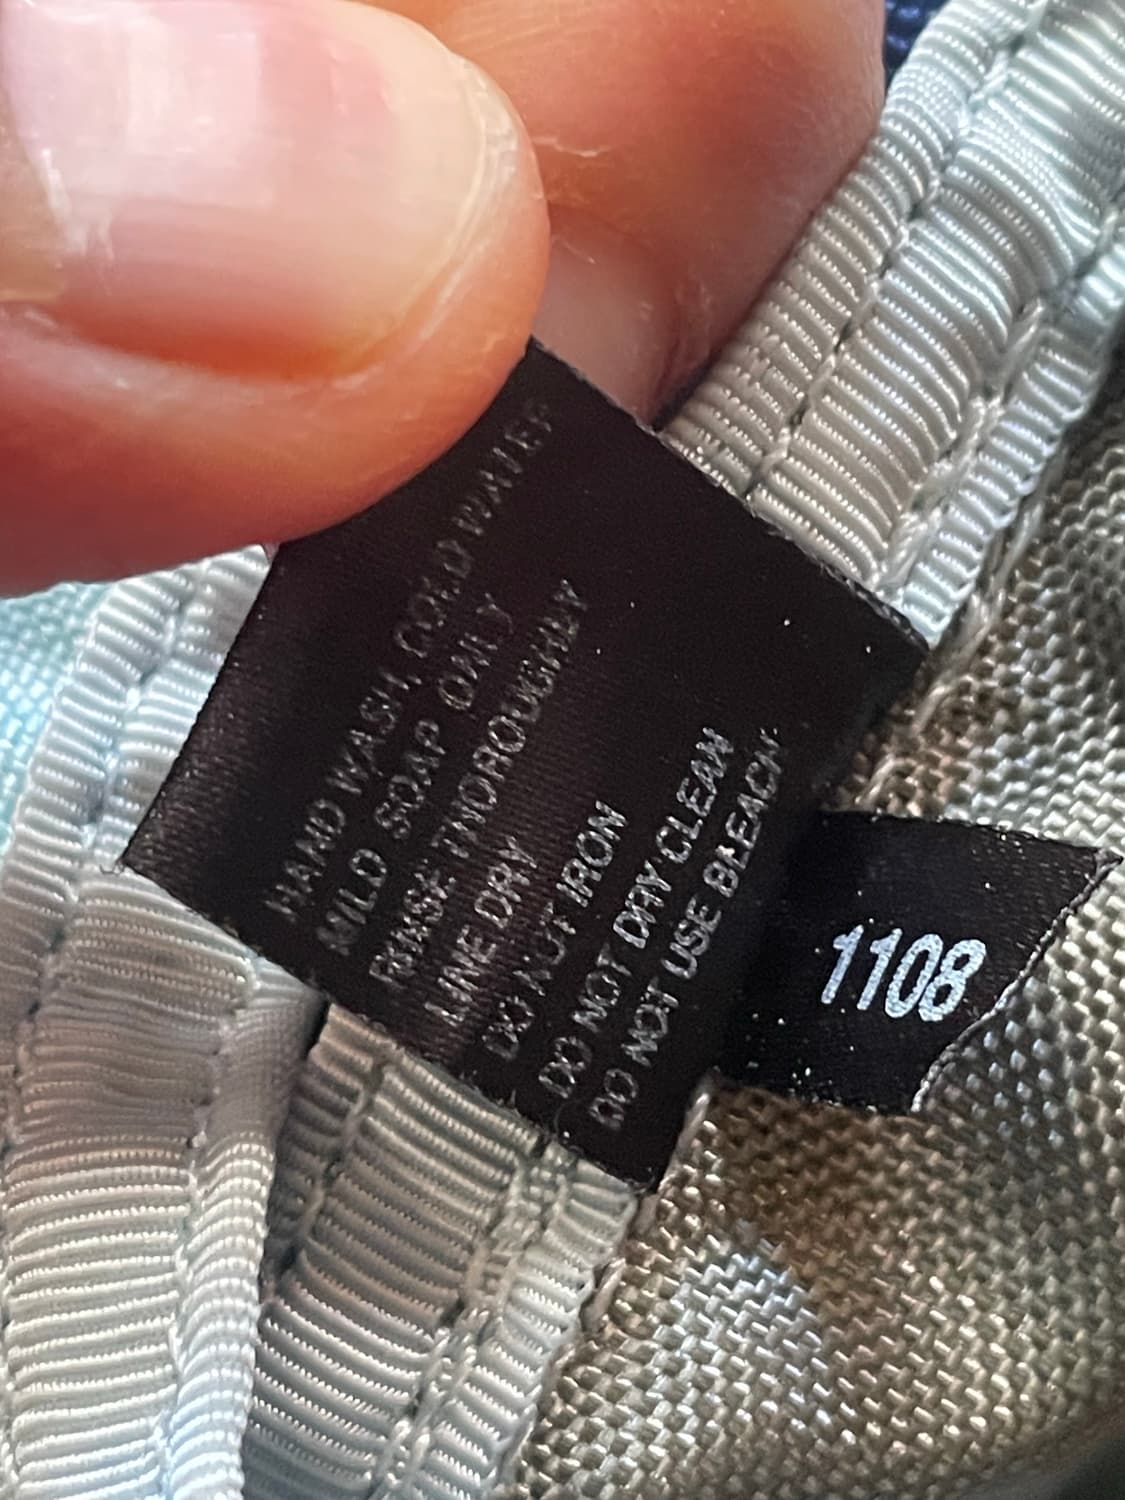 HAND WASH, COLD WATER
MILD SOAP ONLY
RINSE THOROUGHLY
LINE DRY
DO NOT IRON
DO NOT DRY CLEAN
DO NOT USE BLEACH
1108